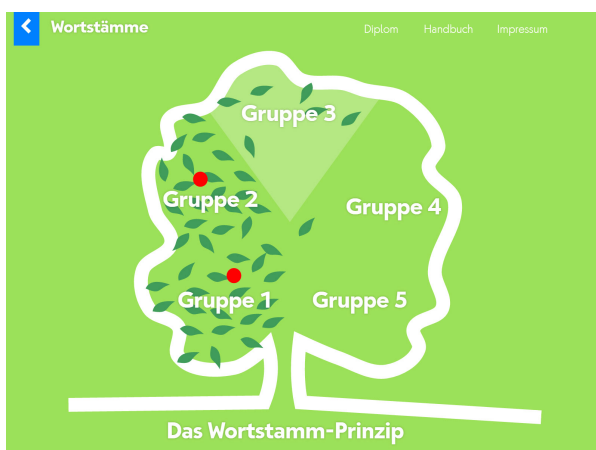 Wortstämme
Diplom Handbuch Impressum
Gruppe 3
Gruppe 2
Gruppe 4
Gruppe 1
Gruppe 5
Das Wortstamm-Prinzip